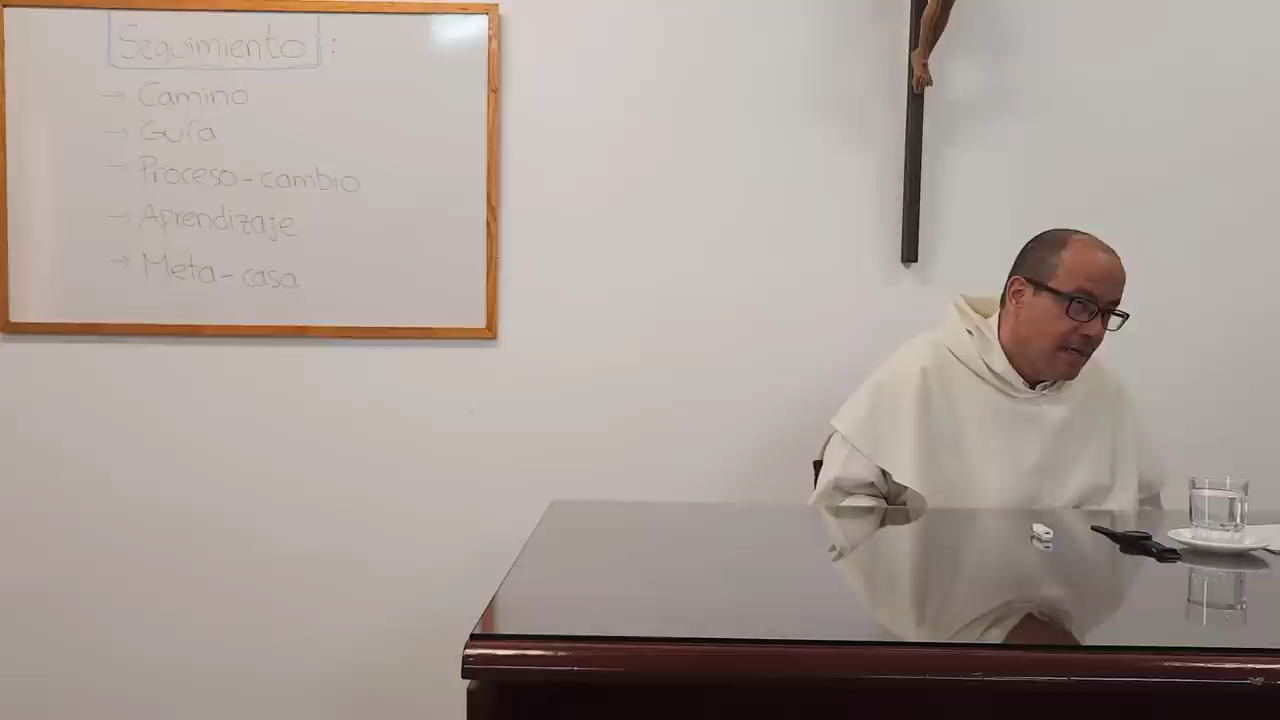 Seguimiento :
→ Camino
→ Guía
→ Proceso-cambio
→ Aprendizaje
→ Meta-casa